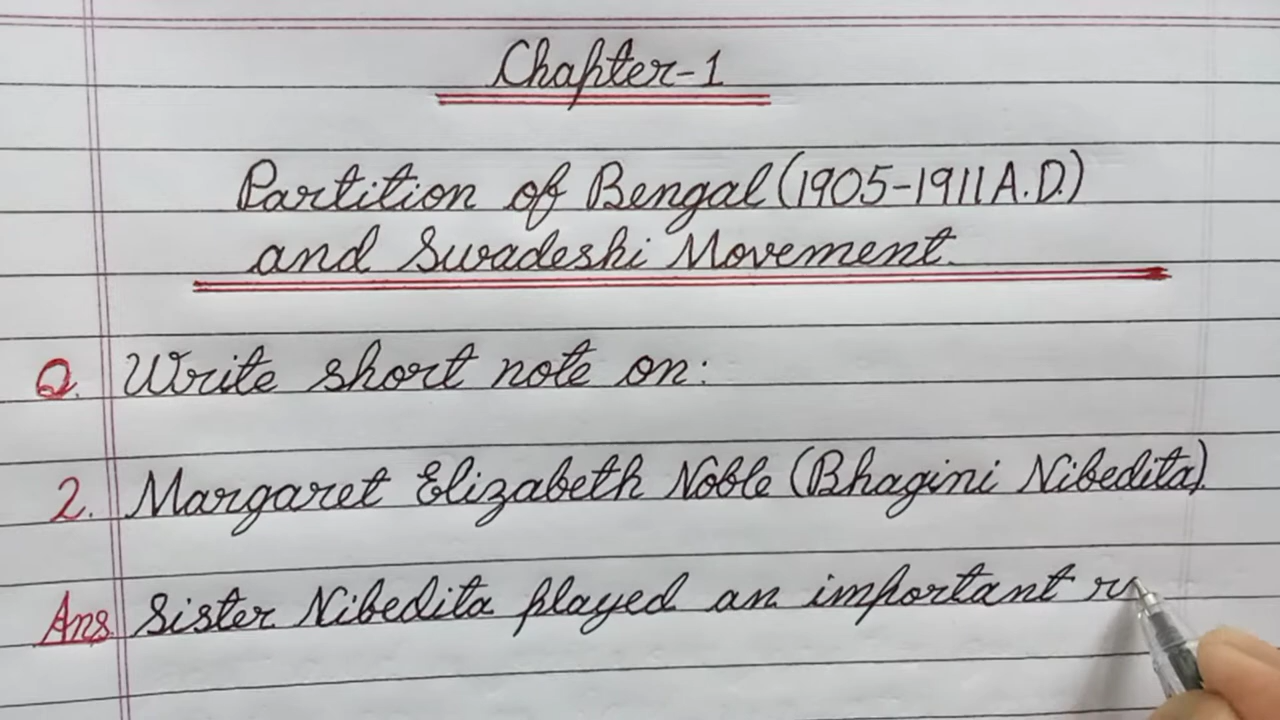 Chapter-1
Partition of Bengal (1905-1911 A.D.)
and Swadeshi Movement.
Q. Write short note on:
2. Margaret Elizabeth Noble (Bhagini Nibedita).
Ans. Sister Nibedita played an important